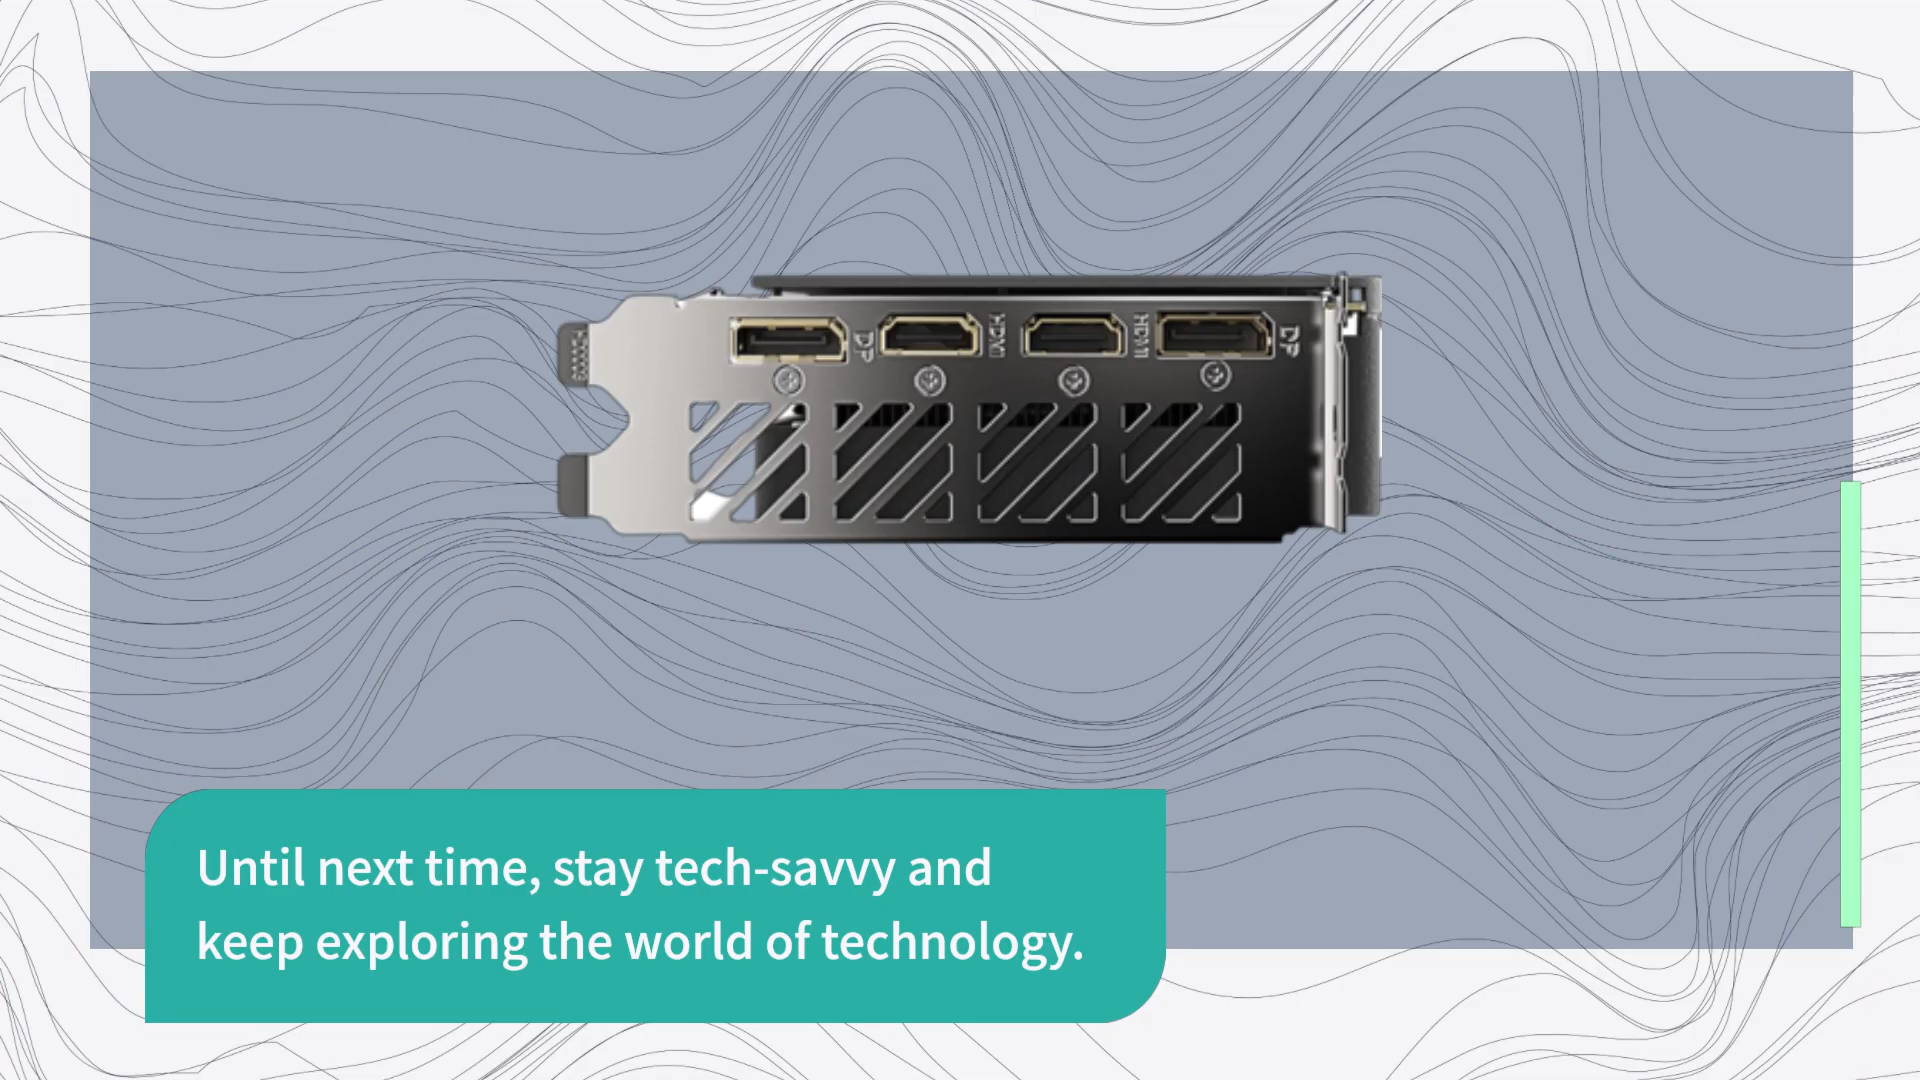 DP
HDMI
HDMI
DP
Until next time, stay tech-savvy and
keep exploring the world of technology.